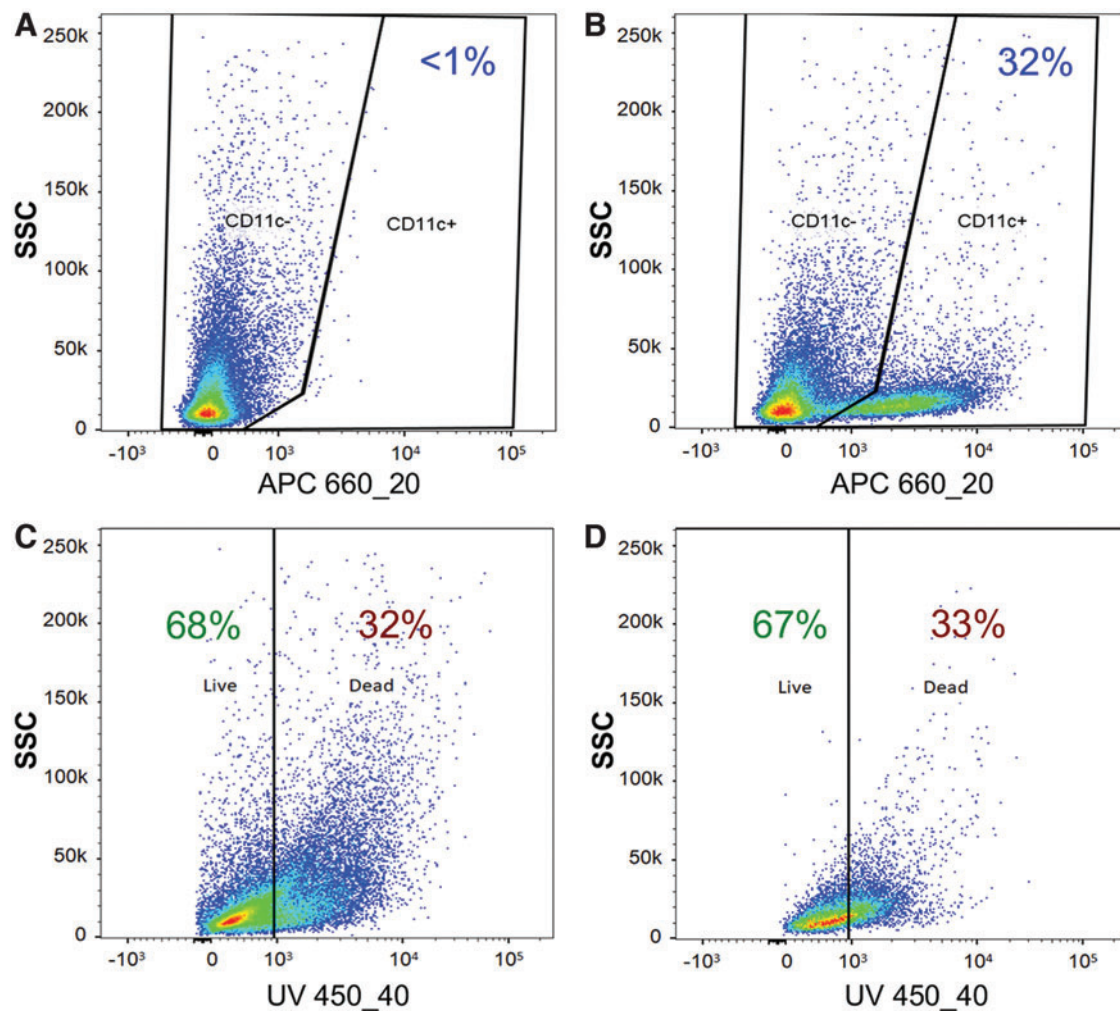 A
250k
200k
150k
100k
50k
0
SSC
<1%
CD11c-
CD11c+
-10³
0
10³
10⁴
10⁵
APC 660_20
B
250k
200k
150k
100k
50k
0
SSC
32%
CD11c-
CD11c+
-10³
0
10³
10⁴
10⁵
APC 660_20
C
250k
200k
150k
100k
50k
0
SSC
68%
32%
Live
Dead
-10³
0
10³
10⁴
10⁵
UV 450_40
D
250k
200k
150k
100k
50k
0
SSC
67%
33%
Live
Dead
-10³
0
10³
10⁴
10⁵
UV 450_40